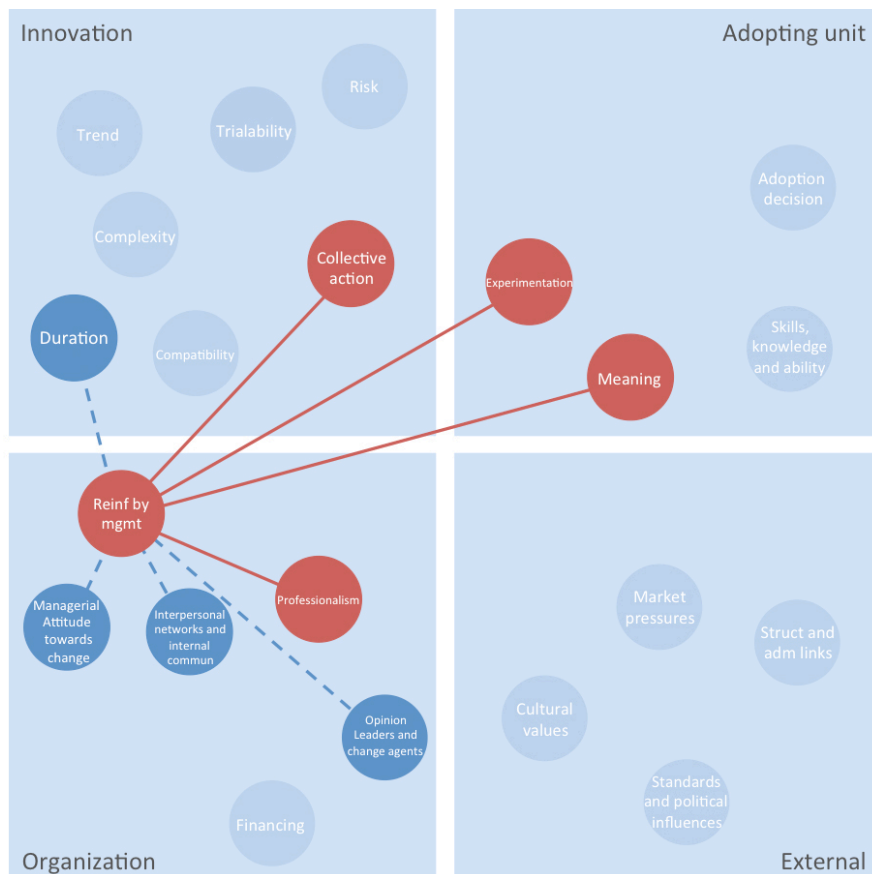 Innovation
Risk
Trend
Trialability
Complexity
Collective
action
Duration
Compatibility
Adopting unit
Adoption
decision
Experimentation
Skills,
knowledge
and ability
Meaning
Reinf by
mgmt
Professionalism
Managerial
Attitude
towards
change
Interpersonal
networks and
internal
commun
Opinion
Leaders and
change agents
Financing
Organization
Market
pressures
Struct and
adm links
Cultural
values
Standards
and political
influences
External